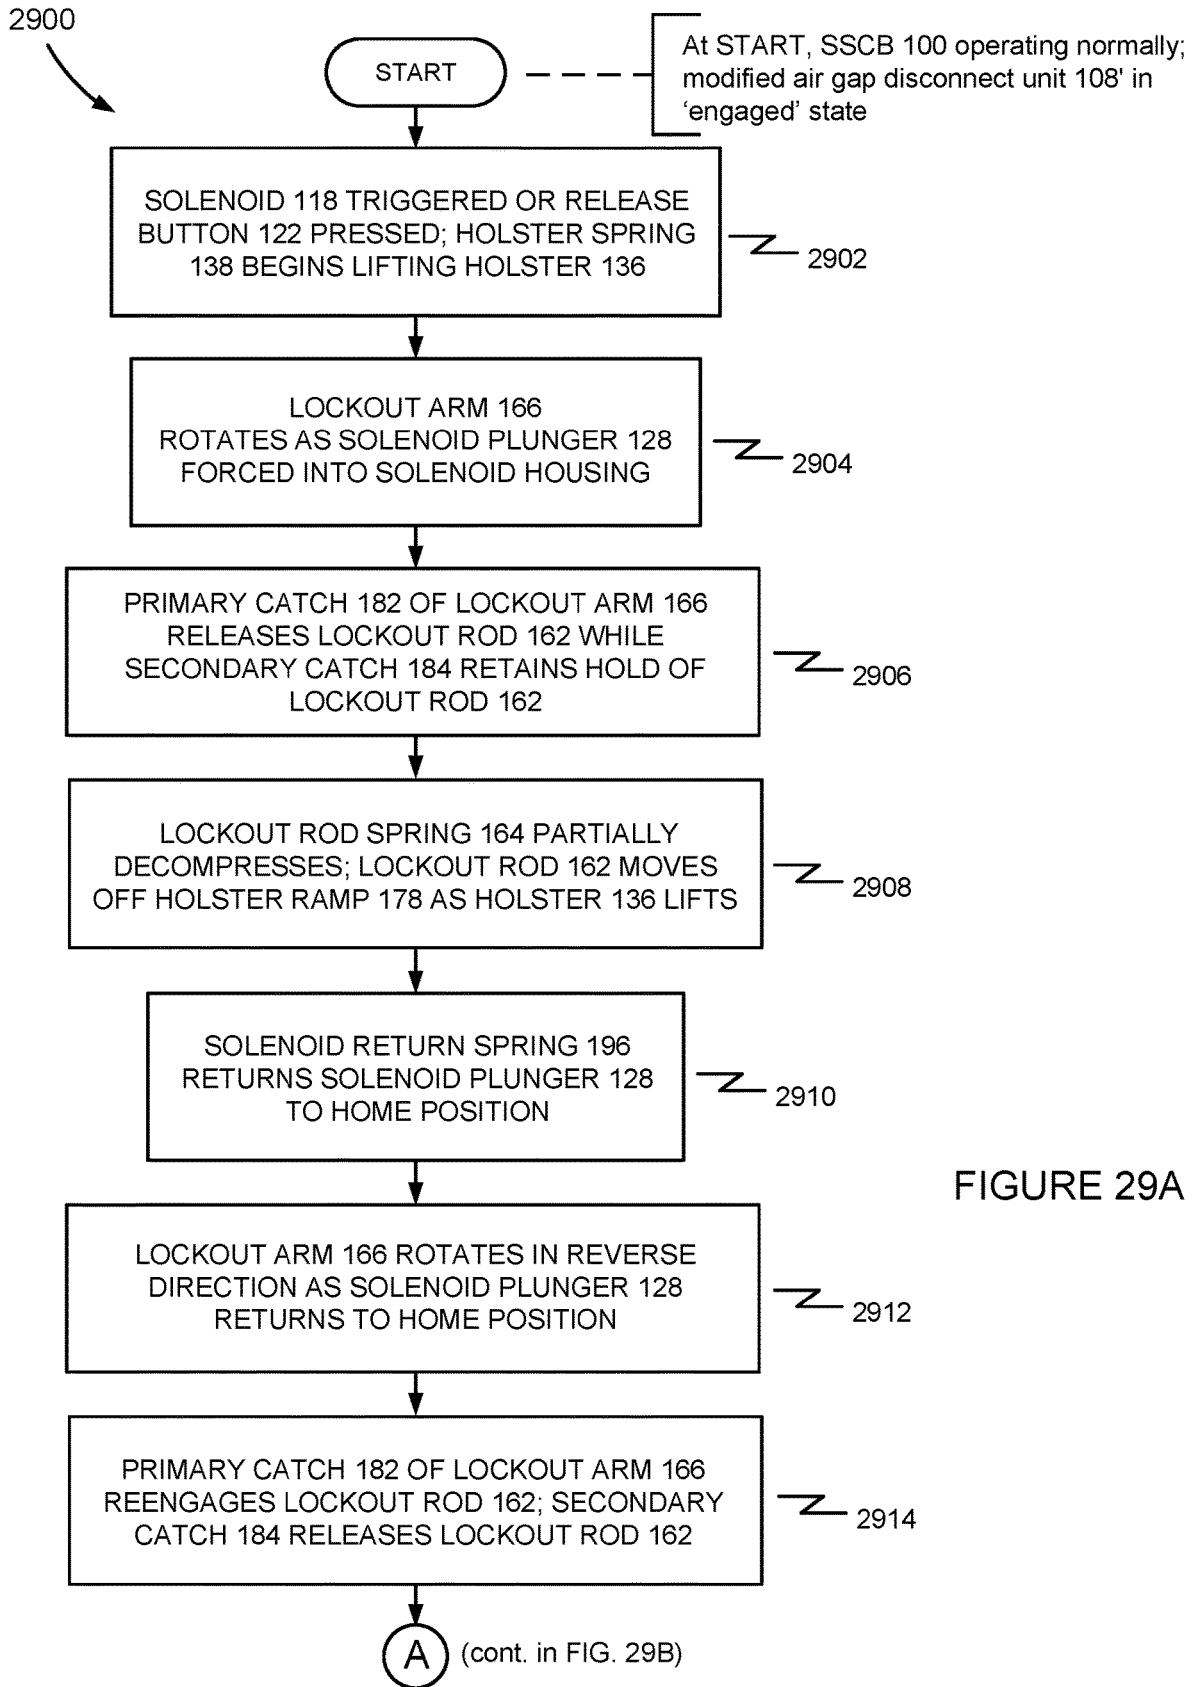 2900
START
At START, SSCB 100 operating normally;
modified air gap disconnect unit 108' in
‘engaged’ state
SOLENOID 118 TRIGGERED OR RELEASE
BUTTON 122 PRESSED; HOLSTER SPRING
138 BEGINS LIFTING HOLSTER 136
2902
LOCKOUT ARM 166
ROTATES AS SOLENOID PLUNGER 128
FORCED INTO SOLENOID HOUSING
2904
PRIMARY CATCH 182 OF LOCKOUT ARM 166
RELEASES LOCKOUT ROD 162 WHILE
SECONDARY CATCH 184 RETAINS HOLD OF
LOCKOUT ROD 162
2906
LOCKOUT ROD SPRING 164 PARTIALLY
DECOMPRESSES; LOCKOUT ROD 162 MOVES
OFF HOLSTER RAMP 178 AS HOLSTER 136 LIFTS
2908
SOLENOID RETURN SPRING 196
RETURNS SOLENOID PLUNGER 128
TO HOME POSITION
2910
FIGURE 29A
LOCKOUT ARM 166 ROTATES IN REVERSE
DIRECTION AS SOLENOID PLUNGER 128
RETURNS TO HOME POSITION
2912
PRIMARY CATCH 182 OF LOCKOUT ARM 166
REENGAGES LOCKOUT ROD 162; SECONDARY
CATCH 184 RELEASES LOCKOUT ROD 162
2914
A
(cont. in FIG. 29B)